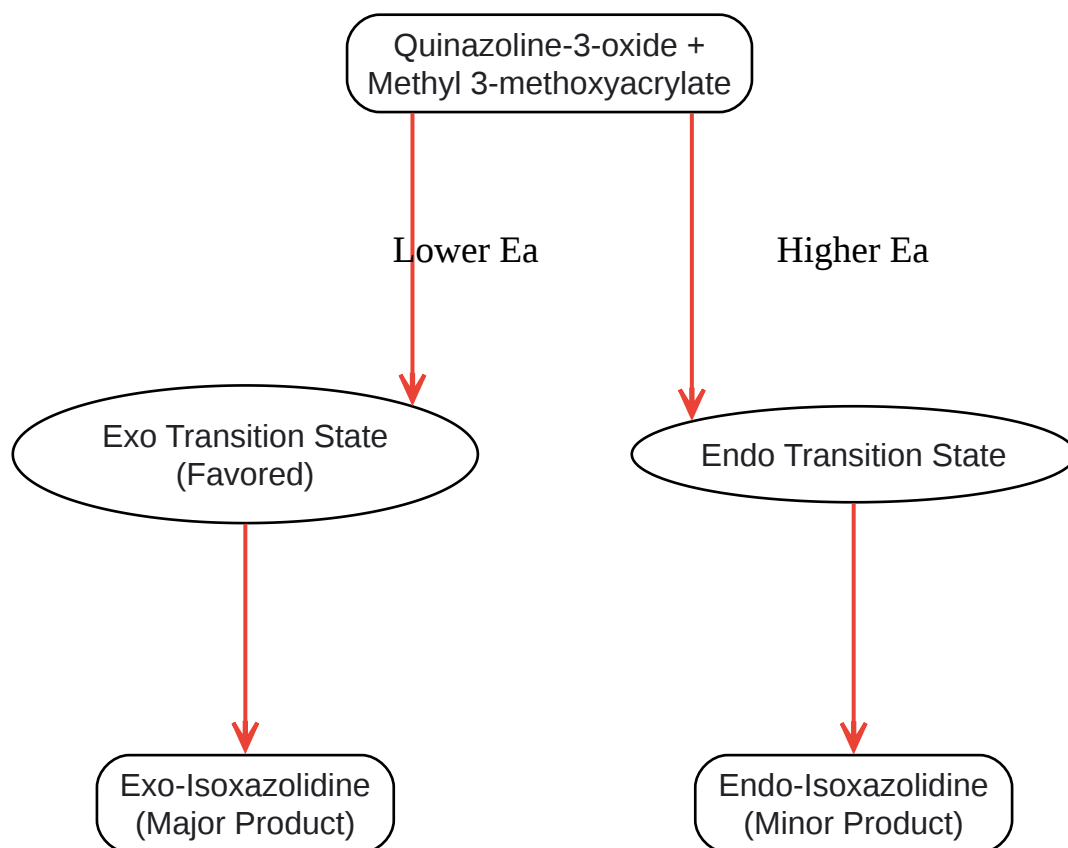 Quinazoline-3-oxide +
Methyl 3-methoxyacrylate
Lower Ea
Higher Ea
Exo Transition State
(Favored)
Endo Transition State
Exo-Isoxazolidine
(Major Product)
Endo-Isoxazolidine
(Minor Product)